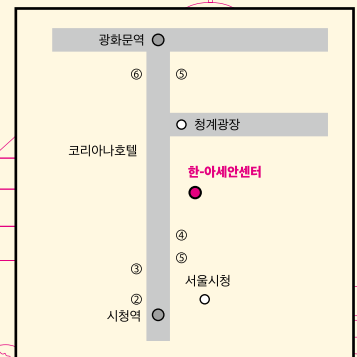 광화문역
⑥ ⑤
청계광장
코리아나호텔
한-아세안센터
④
⑤
③
서울시청
②
시청역